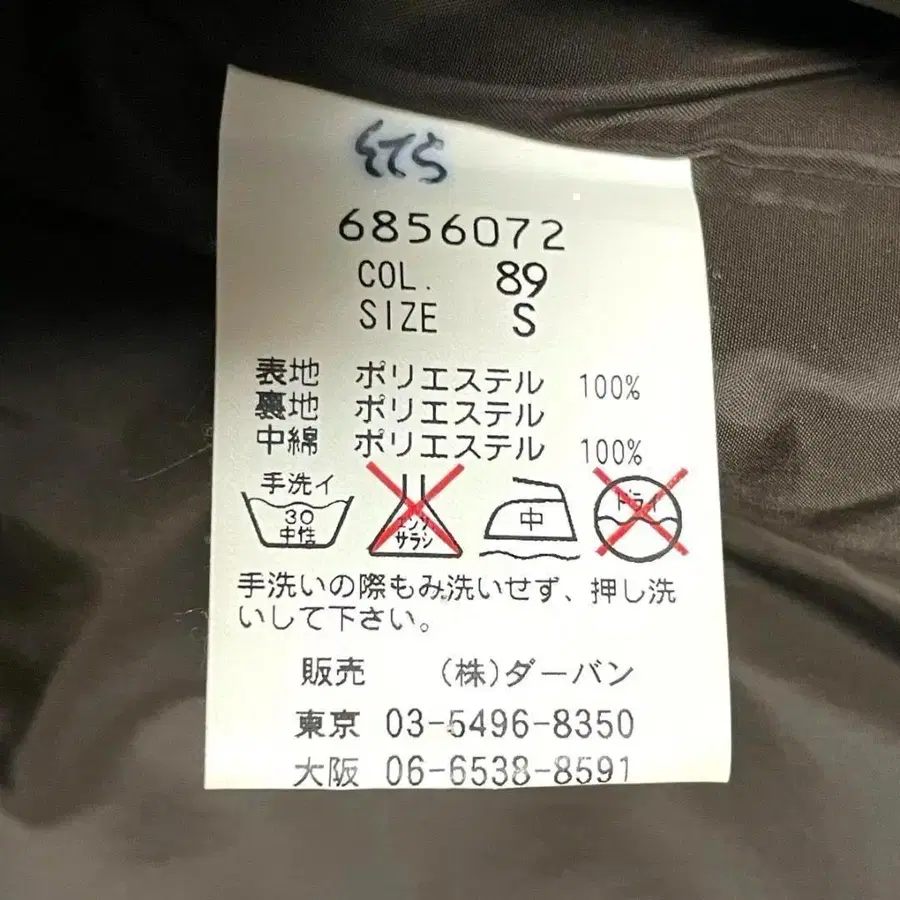 6856072
COL. 89
SIZE S
表地 ポリエステル 100%
裏地 ポリエステル
中綿 ポリエステル 100%
手洗イ
30
中性
エンソ
サラシ
中
ドライ
手洗いの際もみ洗いせず、押し洗
いして下さい。
販売 (株)ダーバン
東京 03-5496-8350
大阪 06-6538-8591